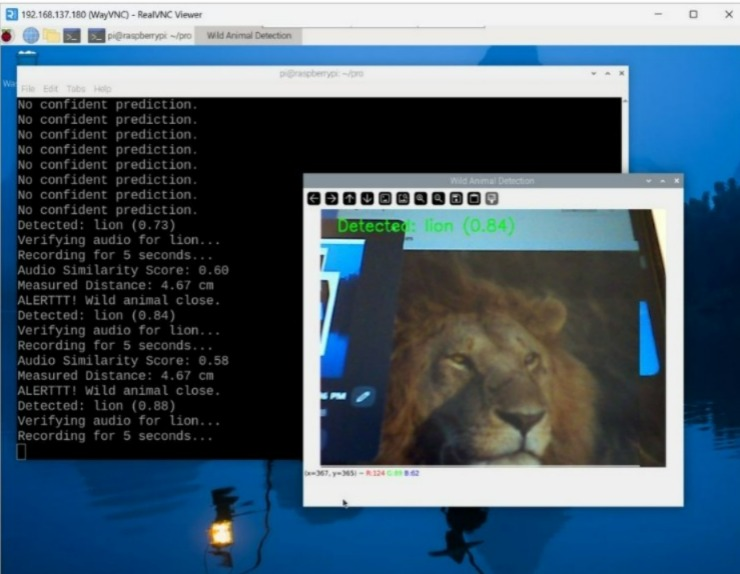 192.168.137.180 (WayVNC) - RealVNC Viewer
pi@raspberrypi: ~/pro
Wild Animal Detection
pi@raspberrypi: ~/pro
File Edit Tabs Help
No confident prediction.
No confident prediction.
No confident prediction.
No confident prediction.
No confident prediction.
No confident prediction.
No confident prediction.
No confident prediction.
Detected: lion (0.73)
Verifying audio for lion...
Recording for 5 seconds...
Audio Similarity Score: 0.60
Measured Distance: 4.67 cm
ALERTTT! Wild animal close.
Detected: lion (0.84)
Verifying audio for lion...
Recording for 5 seconds...
Audio Similarity Score: 0.58
Measured Distance: 4.67 cm
ALERTTT! Wild animal close.
Detected: lion (0.88)
Verifying audio for lion...
Recording for 5 seconds...
Wild Animal Detection
Detected: lion (0.84)
PM
(x=367, y=365) ~ R:124 G:89 B:62